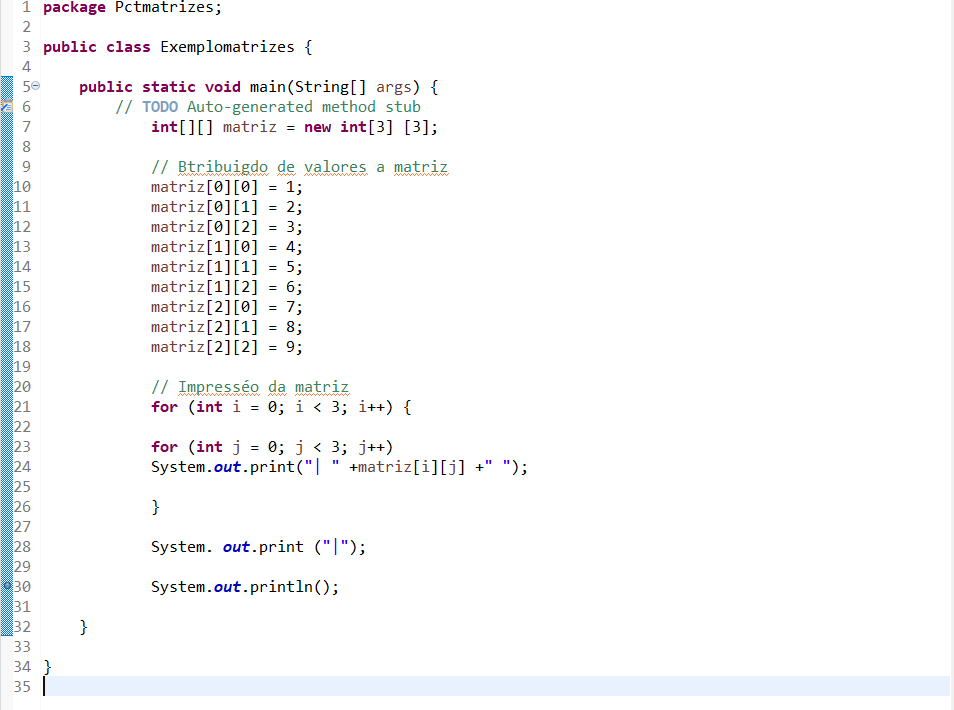 1 package Pctmatrizes;
2
3 public class Exemplomatrizes {
4
5 public static void main(String[] args) {
6 // TODO Auto-generated method stub
7 int[][] matriz = new int[3] [3];
8
9 // Btribuigdo de valores a matriz
10 matriz[0][0] = 1;
11 matriz[0][1] = 2;
12 matriz[0][2] = 3;
13 matriz[1][0] = 4;
14 matriz[1][1] = 5;
15 matriz[1][2] = 6;
16 matriz[2][0] = 7;
17 matriz[2][1] = 8;
18 matriz[2][2] = 9;
19
20 // Impresséo da matriz
21 for (int i = 0; i < 3; i++) {
22
23 for (int j = 0; j < 3; j++)
24 System.out.print("| " +matriz[i][j] +" ");
25
26 }
27
28 System. out.print ("|");
29
30 System.out.println();
31
32 }
33
34 }
35